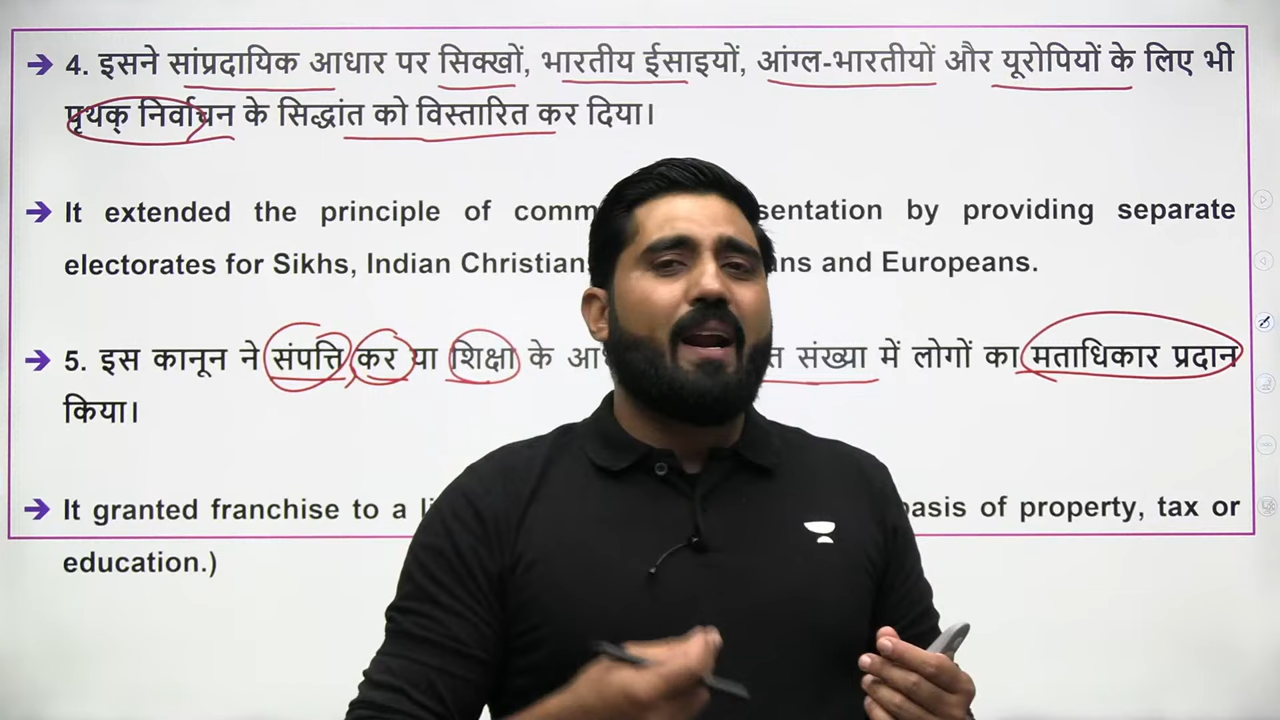 → 4. इसने सांप्रदायिक आधार पर सिक्खों, भारतीय ईसाइयों, आंग्ल-भारतीयों और यूरोपियों के लिए भी
पृथक् निर्वाचन के सिद्धांत को विस्तारित कर दिया।
→ It extended the principle of comm sentation by providing separate
electorates for Sikhs, Indian Christian ans and Europeans.
→ 5. इस कानून ने संपत्ति, कर या शिक्षा के आध त संख्या में लोगों का मताधिकार प्रदान
किया।
→ It granted franchise to a li basis of property, tax or
education.)